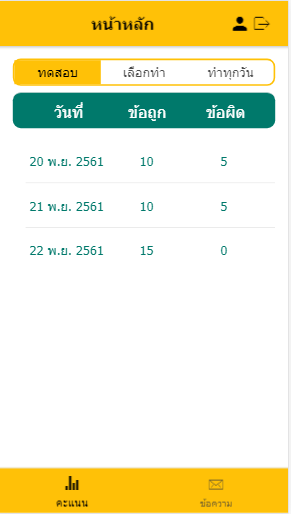 หน้าหลัก
ทดสอบ เลือกทำ ทำทุกวัน
วันที่ ข้อถูก ข้อผิด
20 พ.ย. 2561 10 5
21 พ.ย. 2561 10 5
22 พ.ย. 2561 15 0
คะแนน ข้อความ